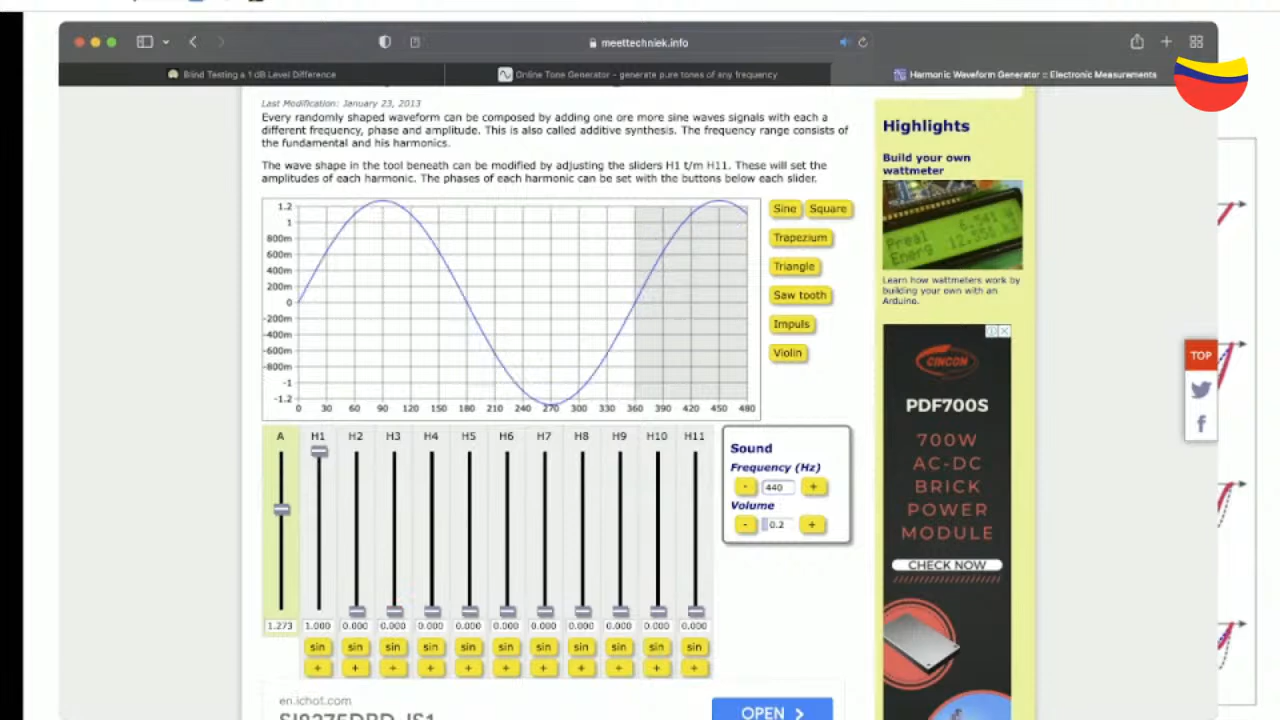 meettechniek.info
Blind Testing a 1 dB Level Difference
Online Tone Generator - generate pure tones of any frequency
Harmonic Waveform Generator :: Electronic Measurements
Last Modification: January 23, 2013
Every randomly shaped waveform can be composed by adding one ore more sine waves signals with each a
different frequency, phase and amplitude. This is also called additive synthesis. The frequency range consists of
the fundamental and his harmonics.
The wave shape in the tool beneath can be modified by adjusting the sliders H1 t/m H11. These will set the
amplitudes of each harmonic. The phases of each harmonic can be set with the buttons below each slider.
1.2
1
800m
600m
400m
200m
0
-200m
-400m
-600m
-800m
-1
-1.2
0 30 60 90 120 150 180 210 240 270 300 330 360 390 420 450 480
Sine Square
Trapezium
Triangle
Saw tooth
Impuls
Violin
A H1 H2 H3 H4 H5 H6 H7 H8 H9 H10 H11
1.273 1.000 0.000 0.000 0.000 0.000 0.000 0.000 0.000 0.000 0.000 0.000
sin sin sin sin sin sin sin sin sin sin sin
+ + + + + + + + + + +
Sound
Frequency (Hz)
- 440 +
Volume
- 0.2 +
en.ichot.com
OPEN >
Highlights
Build your own
wattmeter
Preal 6.541
Energ
Learn how wattmeters work by
building your own with an
Arduino.
CINCON
PDF700S
700W
AC-DC
BRICK
POWER
MODULE
CHECK NOW
TOP